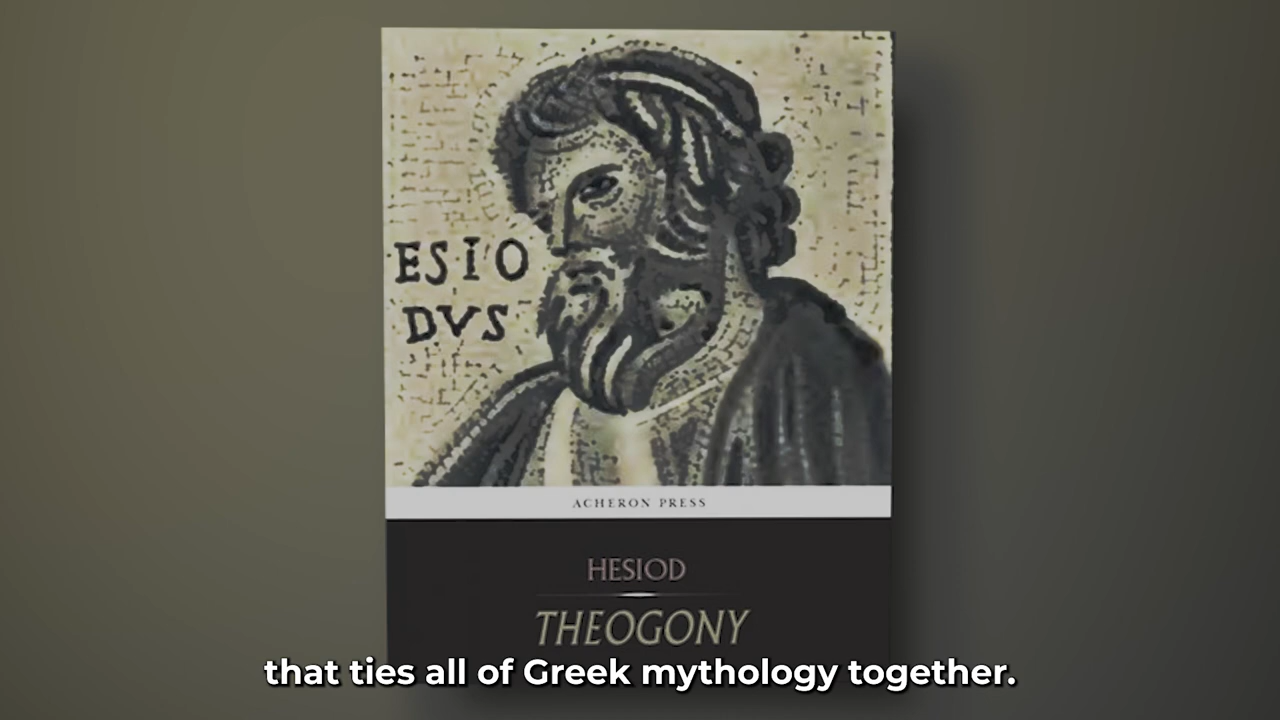 ESIO
DVS
ACHERON PRESS
HESIOD
THEOGONY
that ties all of Greek mythology together.